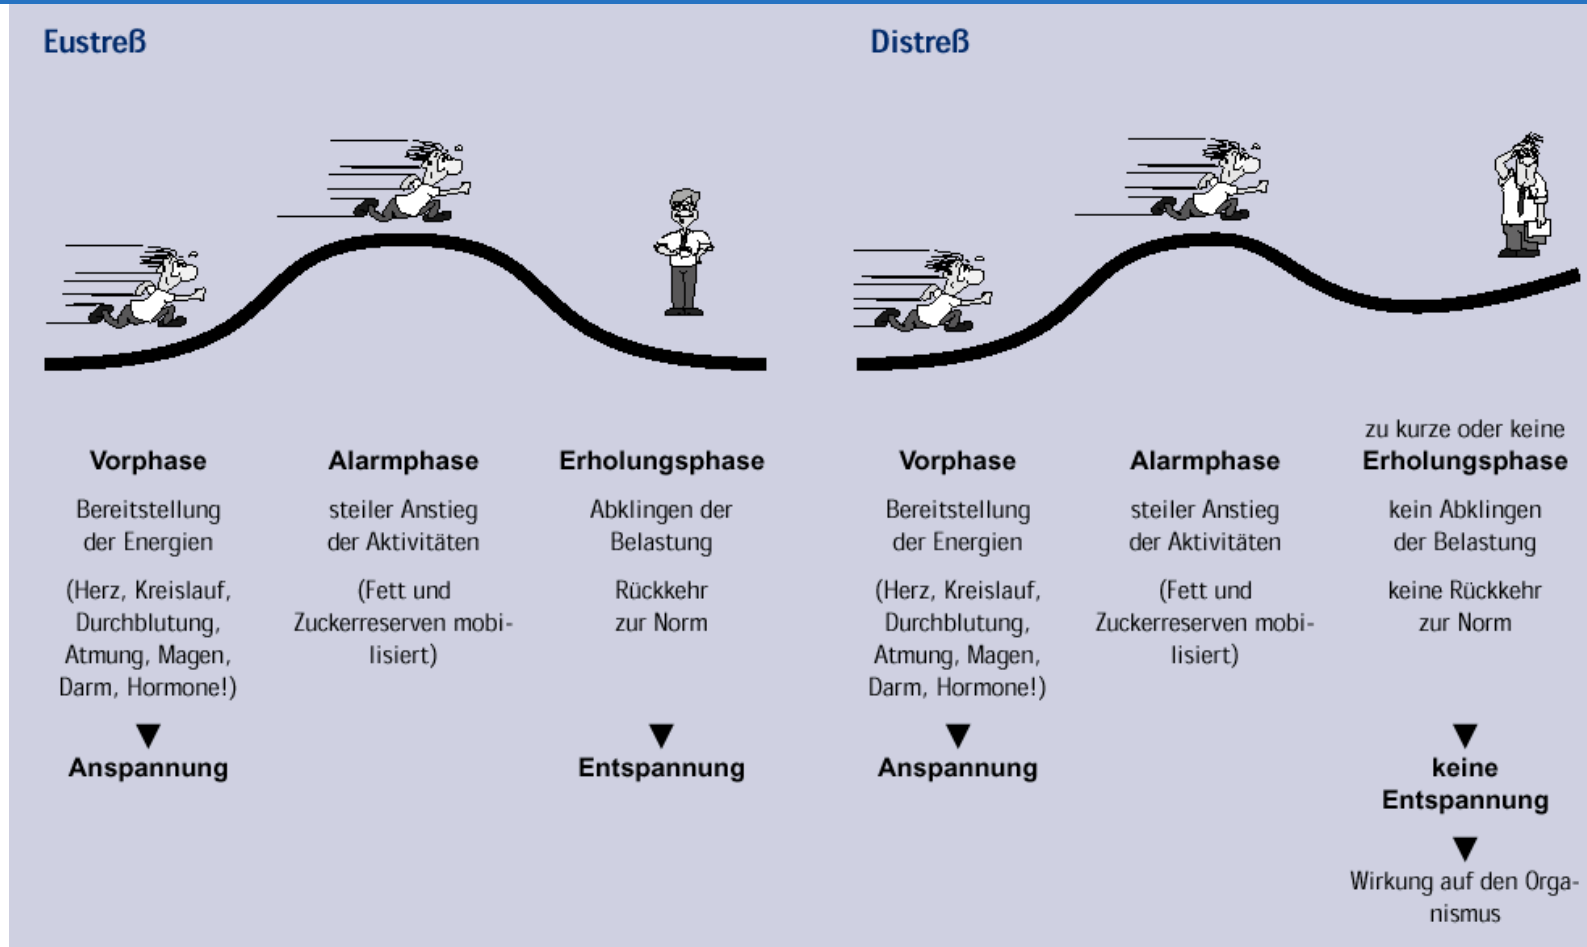 Eustreß
Vorphase
Bereitstellung
der Energien
(Herz, Kreislauf,
Durchblutung,
Atmung, Magen,
Darm, Hormone!)
▼
Anspannung
Alarmphase
steiler Anstieg
der Aktivitäten
(Fett und
Zuckerreserven mobi-
lisiert)
Erholungsphase
Abklingen der
Belastung
Rückkehr
zur Norm
▼
Entspannung
Distreß
Vorphase
Bereitstellung
der Energien
(Herz, Kreislauf,
Durchblutung,
Atmung, Magen,
Darm, Hormone!)
▼
Anspannung
Alarmphase
steiler Anstieg
der Aktivitäten
(Fett und
Zuckerreserven mobi-
lisiert)
zu kurze oder keine
Erholungsphase
kein Abklingen
der Belastung
keine Rückkehr
zur Norm
▼
keine
Entspannung
▼
Wirkung auf den Orga-
nismus